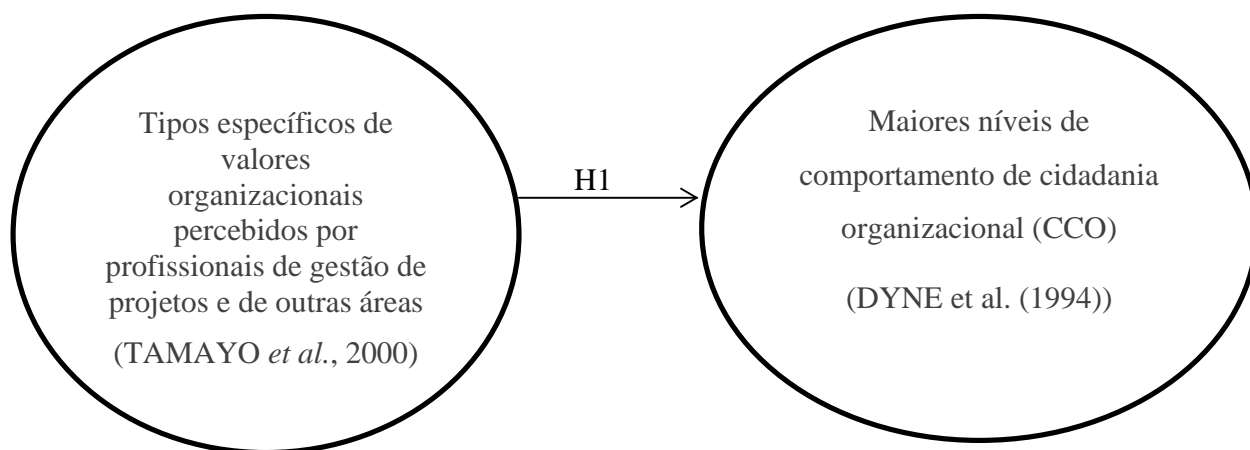 Tipos específicos de
valores
organizacionais
percebidos por
profissionais de gestão de
projetos e de outras áreas
(TAMAYO et al., 2000)
H1
Maiores níveis de
comportamento de cidadania
organizacional (CCO)
(DYNE et al. (1994))